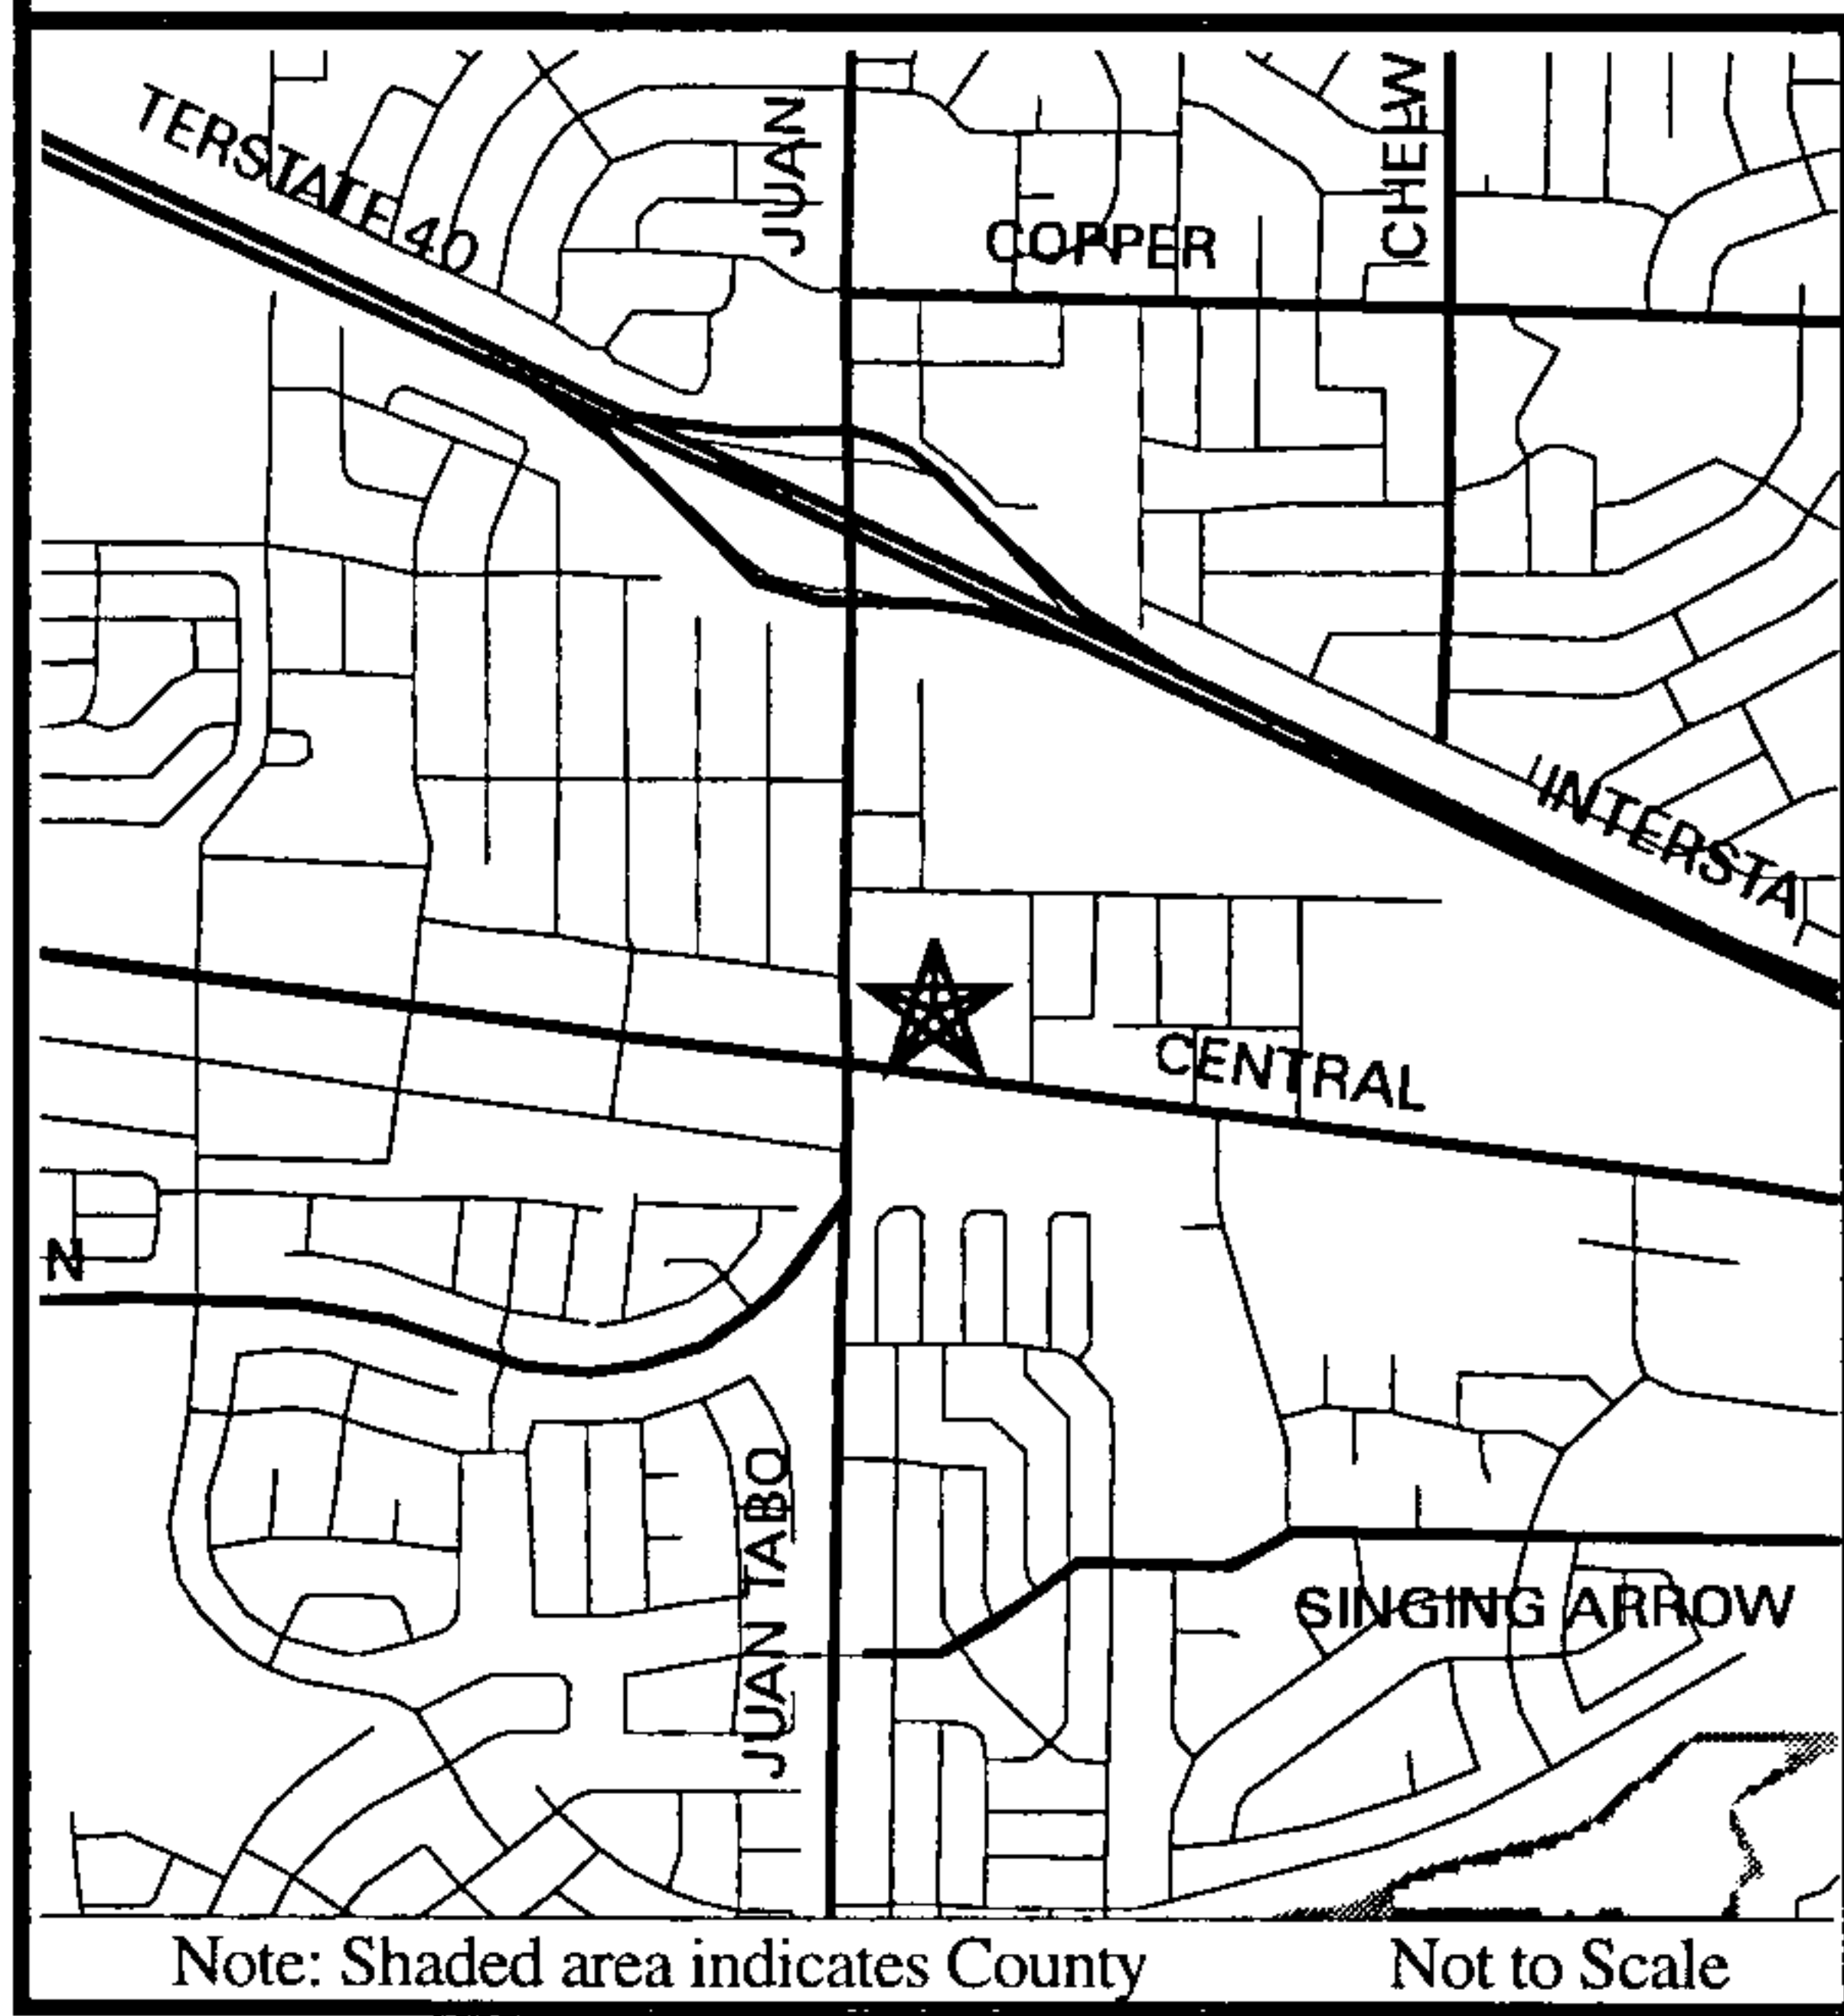 TERSTATE 40
JUAN
CHELW
COPPER
INTERSTA
CENTRAL
N
JUAN TABO
SINGING ARROW
Note: Shaded area indicates County
Not to Scale